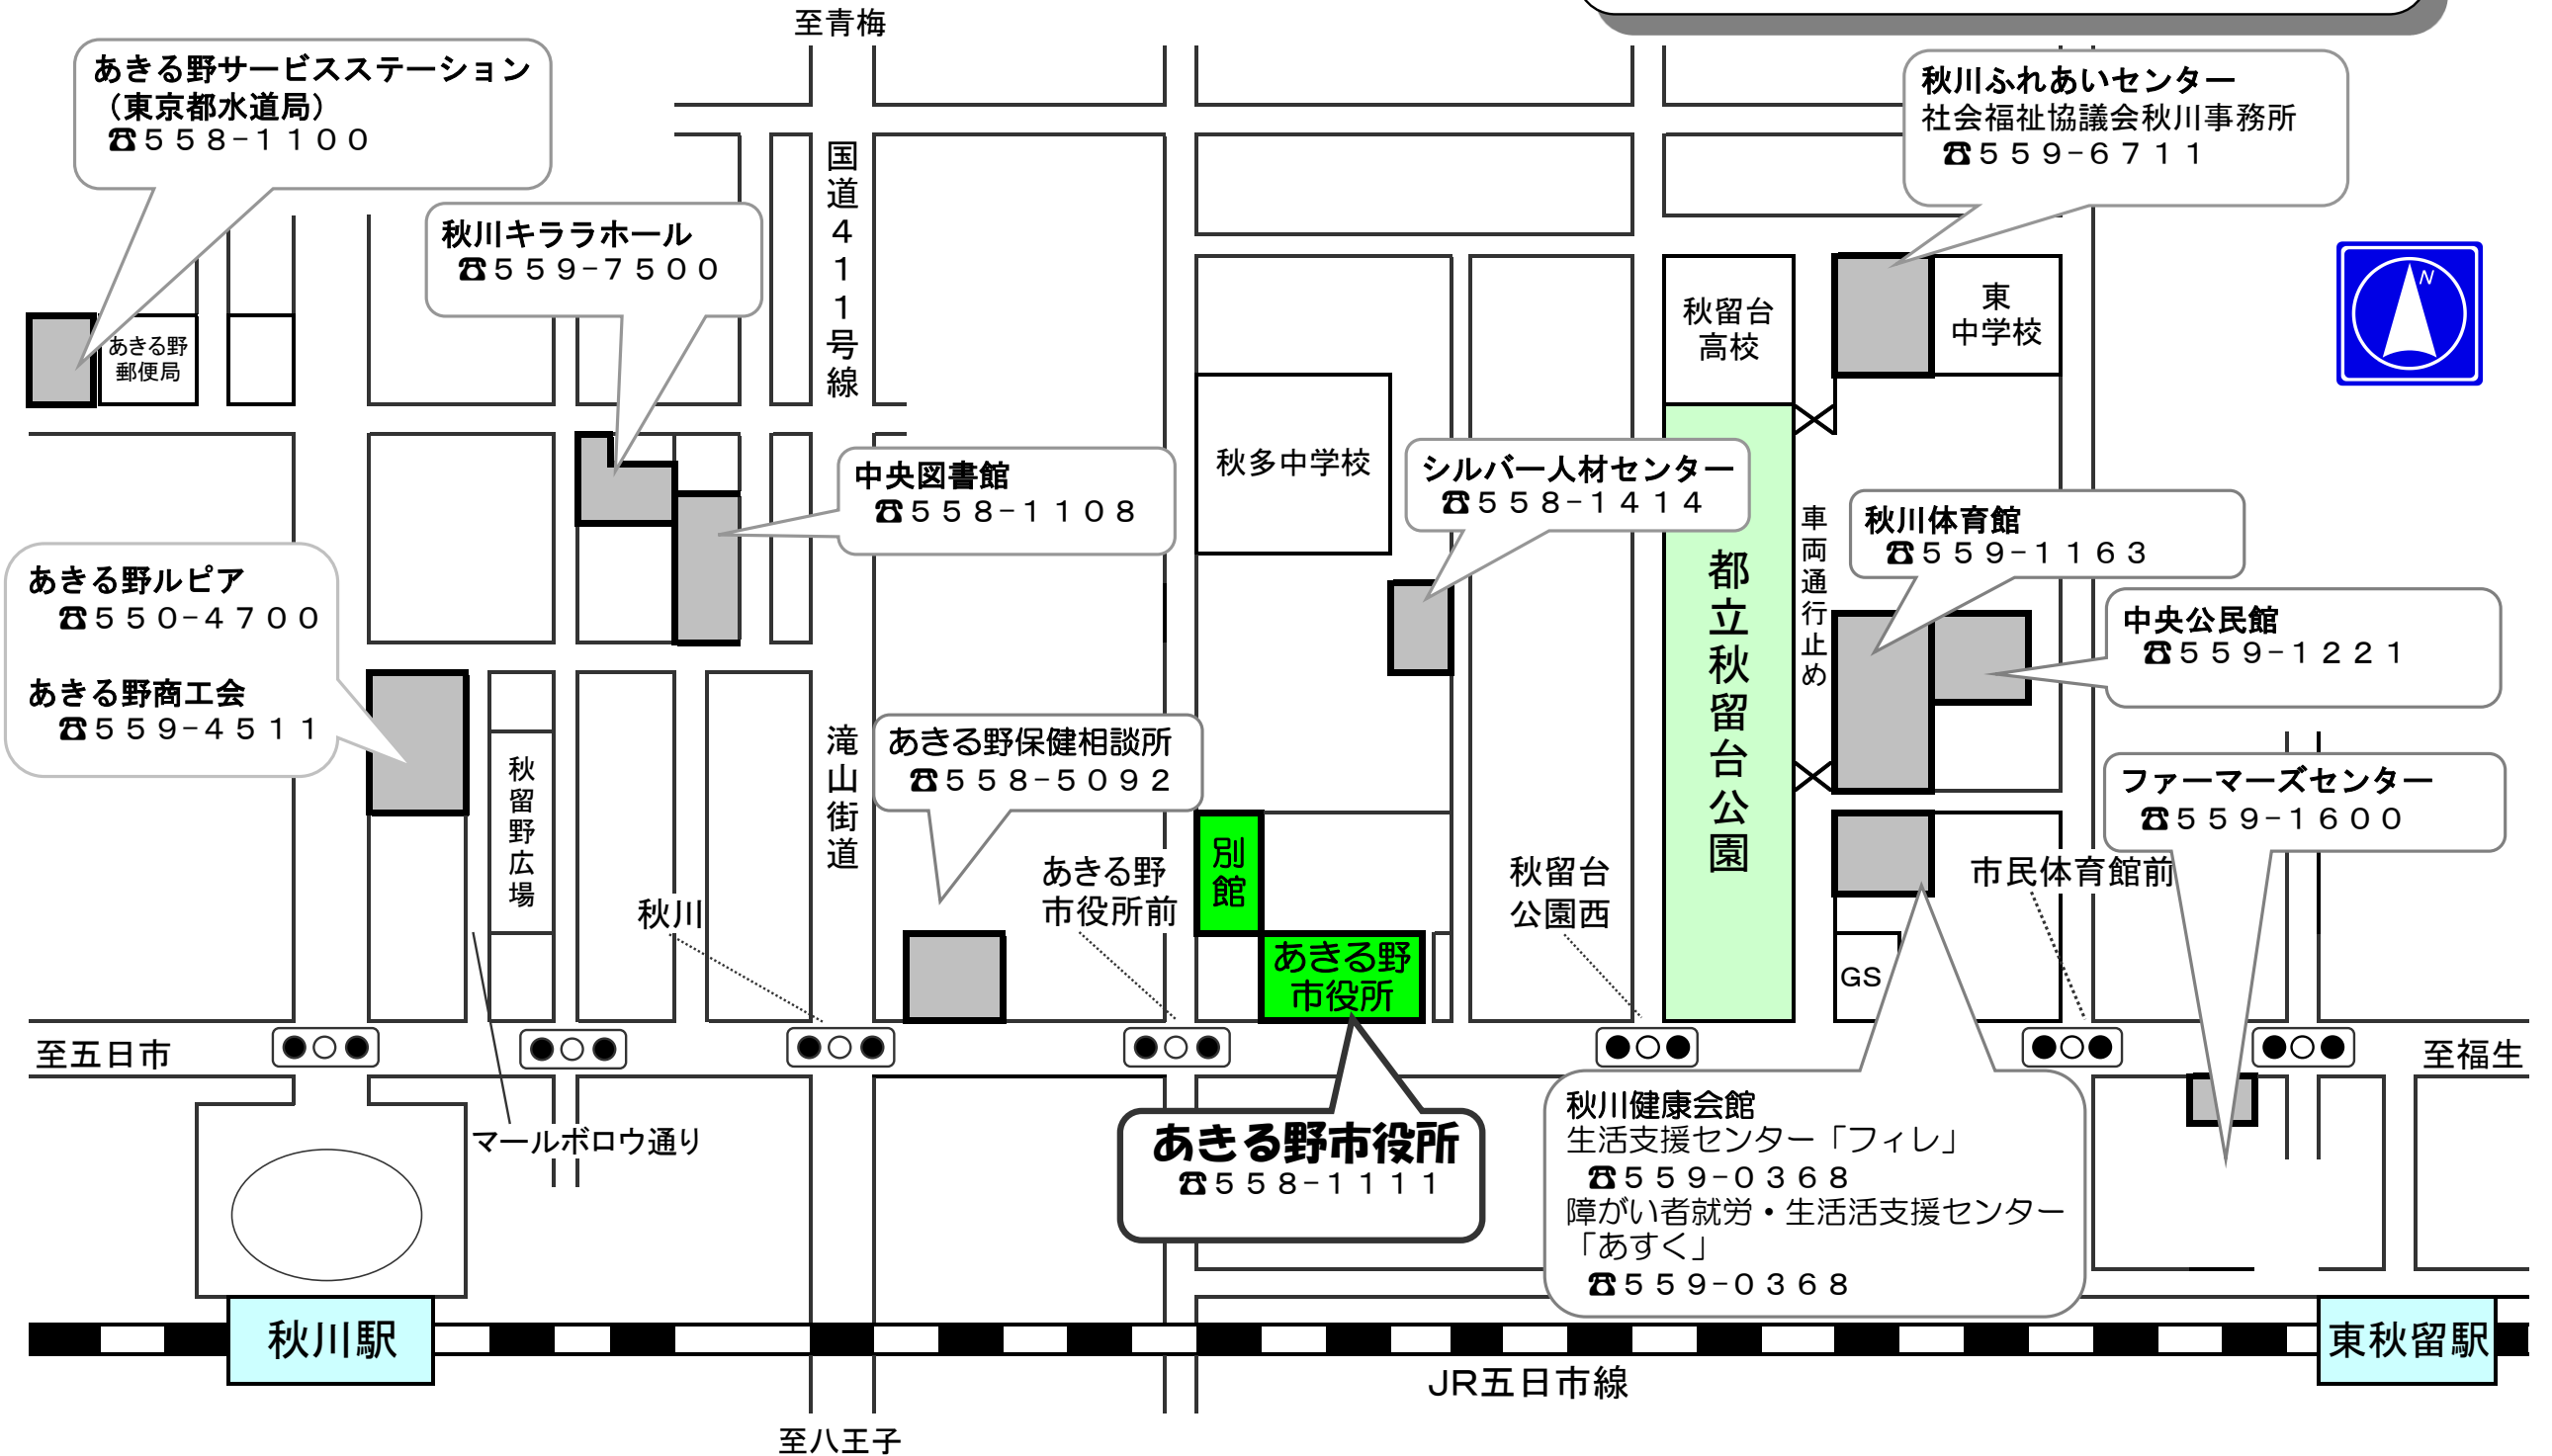 至青梅
あきる野サービスステーション
（東京都水道局）
☎５５８−１１００
秋川ふれあいセンター
社会福祉協議会秋川事務所
☎５５９−６７１１
国道４１１号線
秋川キララホール
☎５５９−７５００
N
秋留台
高校
東
中学校
あきる野
郵便局
秋多中学校
中央図書館
☎５５８−１１０８
シルバー人材センター
☎５５８−１４１４
車両通行止め
秋川体育館
☎５５９−１１６３
都立秋留台公園
あきる野ルピア
☎５５０−４７００
あきる野商工会
☎５５９−４５１１
中央公民館
☎５５９−１２２１
滝山街道
あきる野保健相談所
☎５５８−５０９２
秋留野広場
ファーマーズセンター
☎５５９−１６００
別館
秋川
あきる野
市役所前
秋留台
公園西
市民体育館前
あきる野
市役所
GS
至五日市
至福生
マールボロウ通り
あきる野市役所
☎５５８−１１１１
秋川健康会館
生活支援センター「フィレ」
☎５５９−０３６８
障がい者就労・生活活支援センター
「あすく」
☎５５９−０３６８
秋川駅
東秋留駅
JR五日市線
至八王子